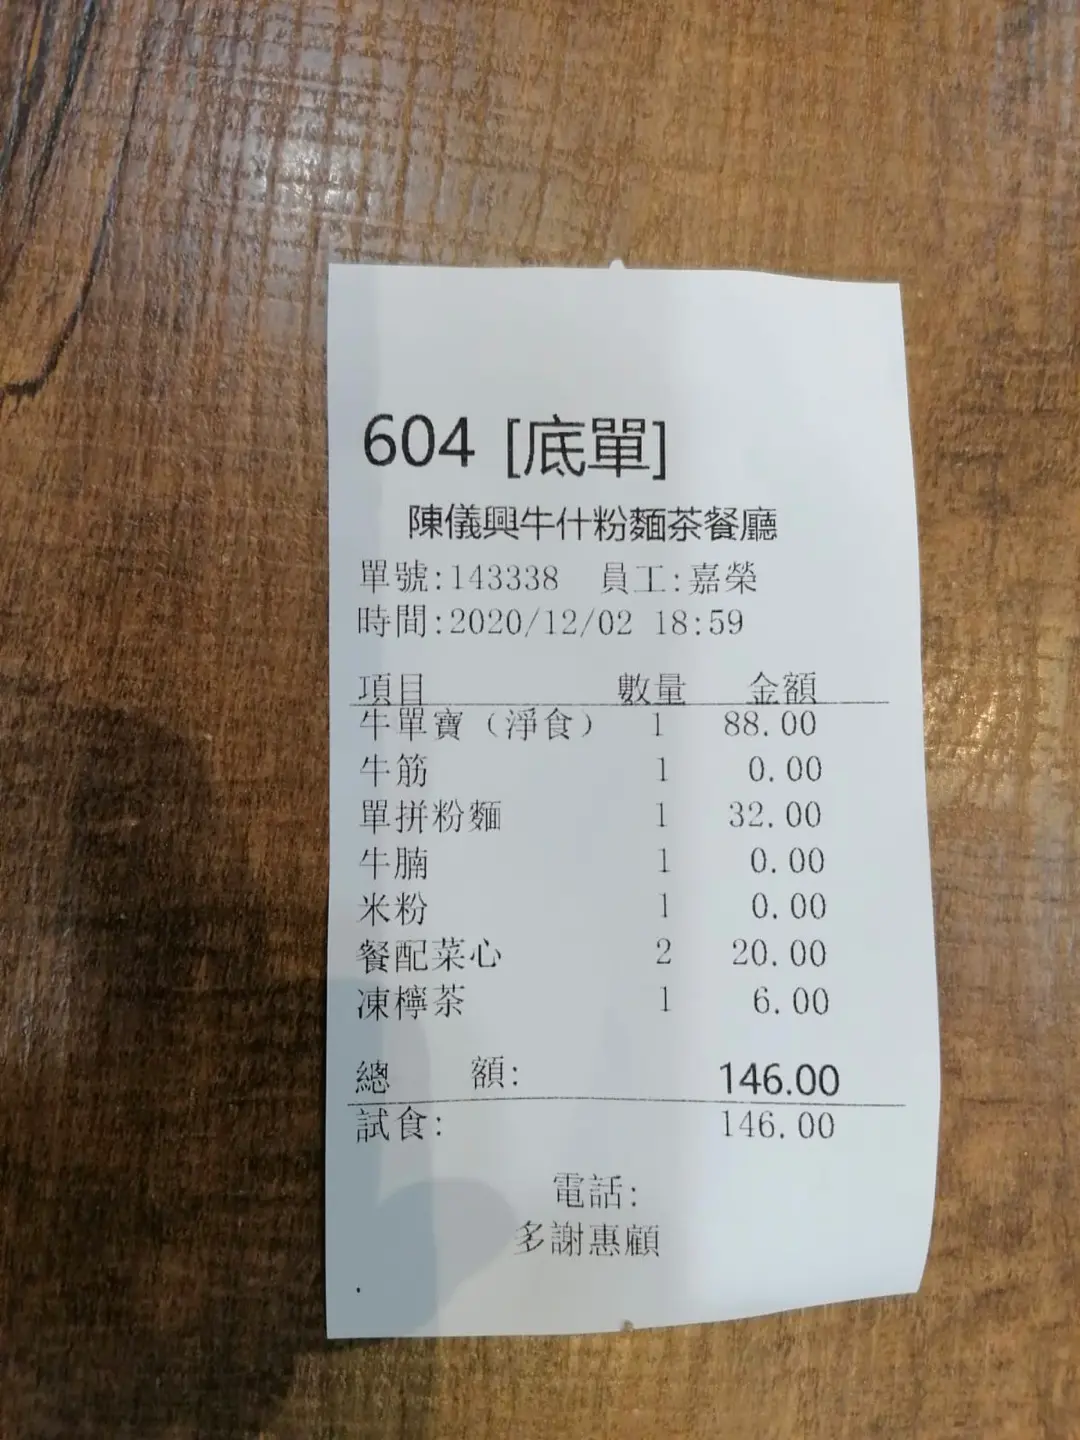 604 [底單]
陳儀興牛什粉麵茶餐廳
單號:143338 員工:嘉榮
時間:2020/12/02 18:59
項目 數量 金額
牛單寶（淨食） 1 88.00
牛筋 1 0.00
單拼粉麵 1 32.00
牛腩 1 0.00
米粉 1 0.00
餐配菜心 2 20.00
凍檸茶 1 6.00
總 額: 146.00
試食: 146.00
電話:
多謝惠顧
.